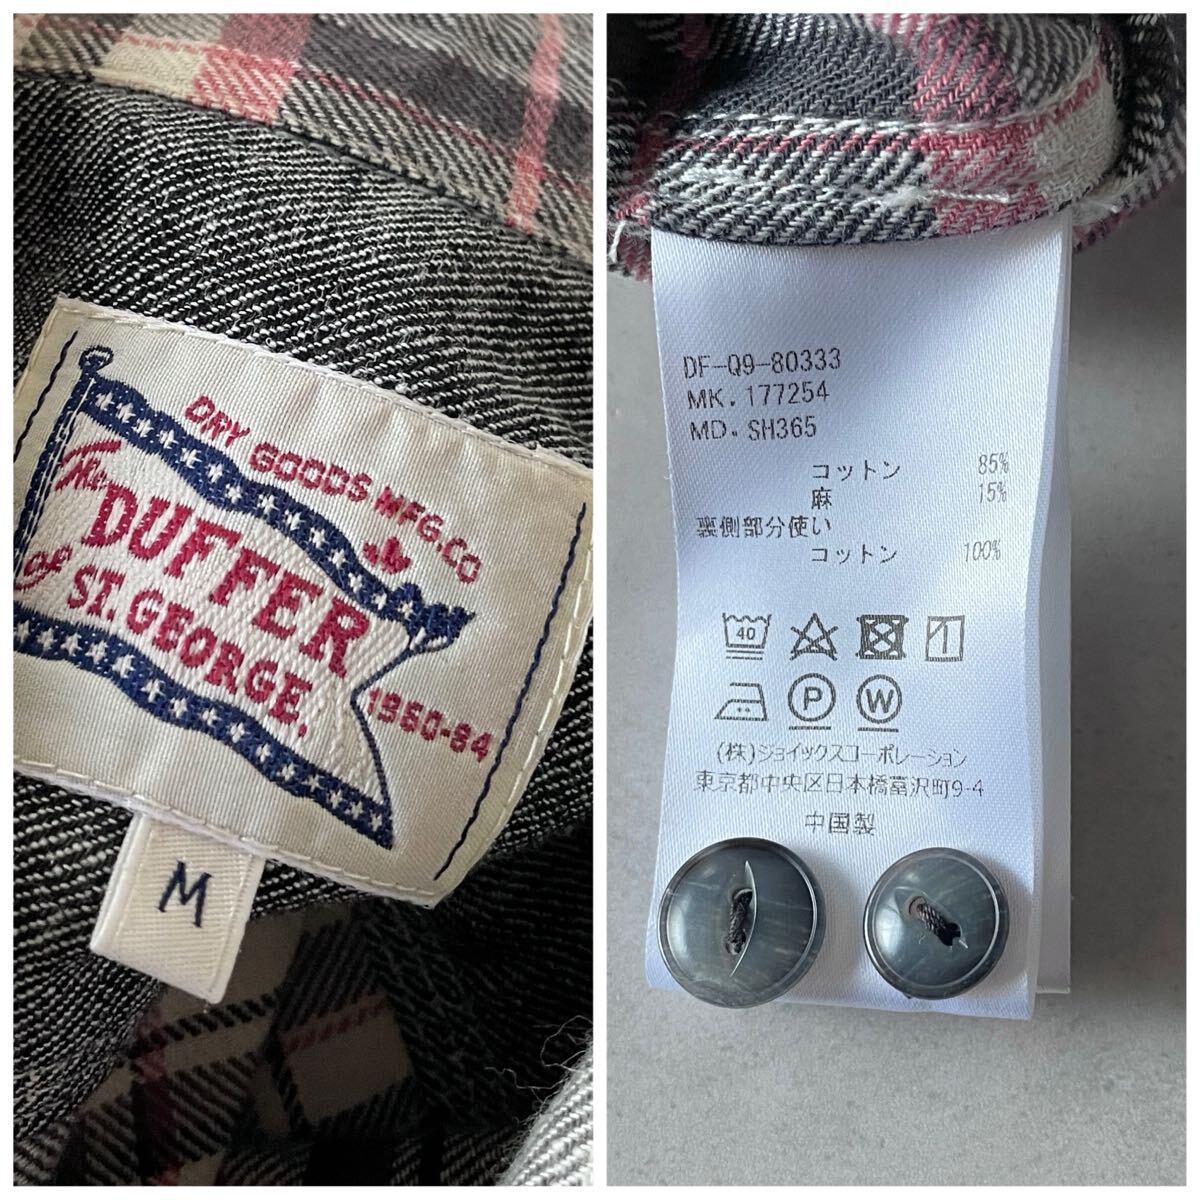 DRY GOODS MFG.CO
The
DUFFER
OF
ST. GEORGE.
1960-84
M
DF-Q9-80333
MK. 177254
MD. SH365
コットン 85%
麻 15%
裏側部分使い
コットン 100%
40
P W
(株)ジョイックスコーポレーション
東京都中央区日本橋富沢町9-4
中国製